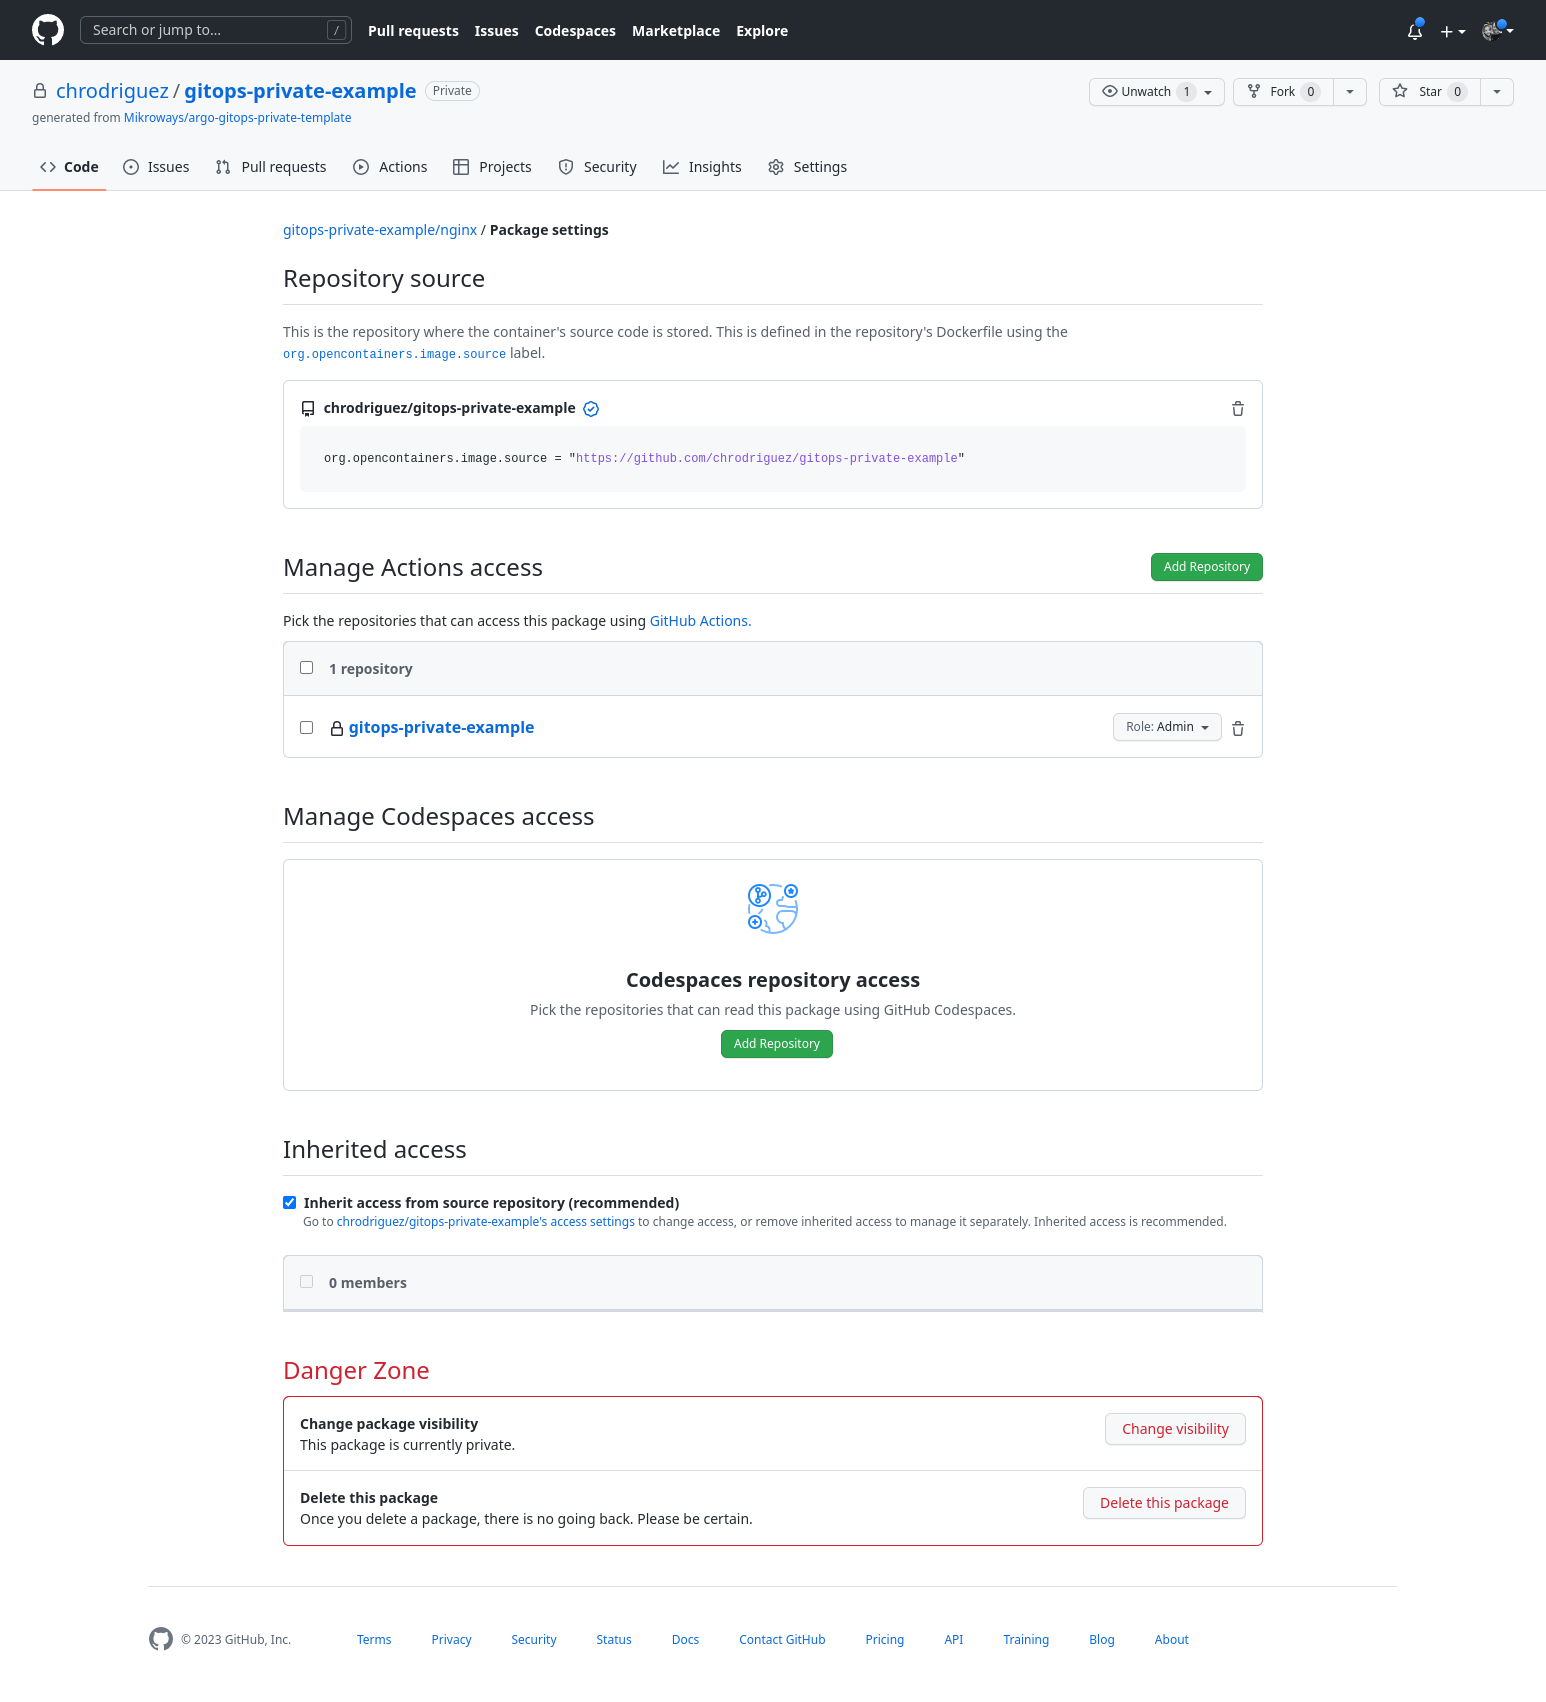 Search or jump to... /
Pull requests Issues Codespaces Marketplace Explore
chrodriguez / gitops-private-example Private
Unwatch 1 Fork 0 Star 0
generated from Mikroways/argo-gitops-private-template
Code Issues Pull requests Actions Projects Security Insights Settings
gitops-private-example/nginx / Package settings
Repository source
This is the repository where the container's source code is stored. This is defined in the repository's Dockerfile using the
org.opencontainers.image.source label.
chrodriguez/gitops-private-example
org.opencontainers.image.source = "https://github.com/chrodriguez/gitops-private-example"
Manage Actions access
Add Repository
Pick the repositories that can access this package using GitHub Actions.
1 repository
gitops-private-example
Role: Admin
Manage Codespaces access
Codespaces repository access
Pick the repositories that can read this package using GitHub Codespaces.
Add Repository
Inherited access
Inherit access from source repository (recommended)
Go to chrodriguez/gitops-private-example's access settings to change access, or remove inherited access to manage it separately. Inherited access is recommended.
0 members
Danger Zone
Change package visibility
This package is currently private.
Change visibility
Delete this package
Once you delete a package, there is no going back. Please be certain.
Delete this package
© 2023 GitHub, Inc. Terms Privacy Security Status Docs Contact GitHub Pricing API Training Blog About